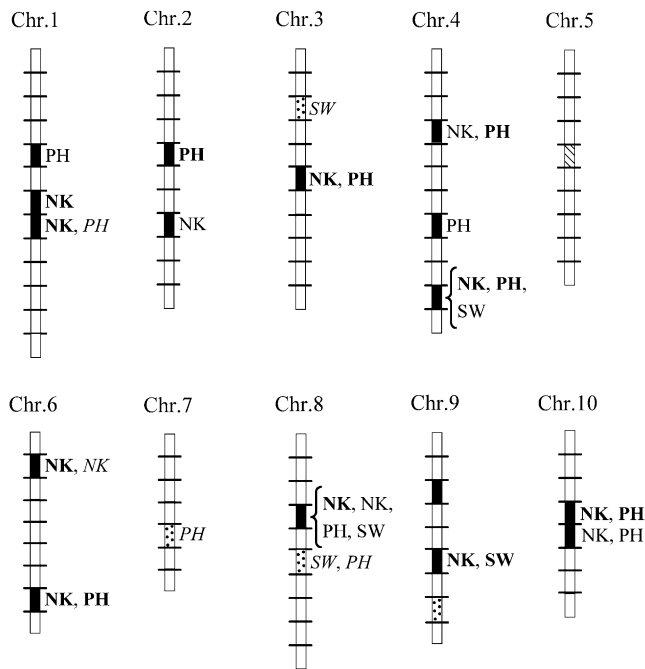 Chr.1
Chr.2
Chr.3
Chr.4
Chr.5
SW
NK, PH
PH
PH
NK, PH
NK
NK, PH
NK
PH
NK, PH,
SW
Chr.6
Chr.7
Chr.8
Chr.9
Chr.10
NK, NK
NK, NK,
PH, SW
NK, PH
NK, PH
PH
SW, PH
NK, SW
NK, PH